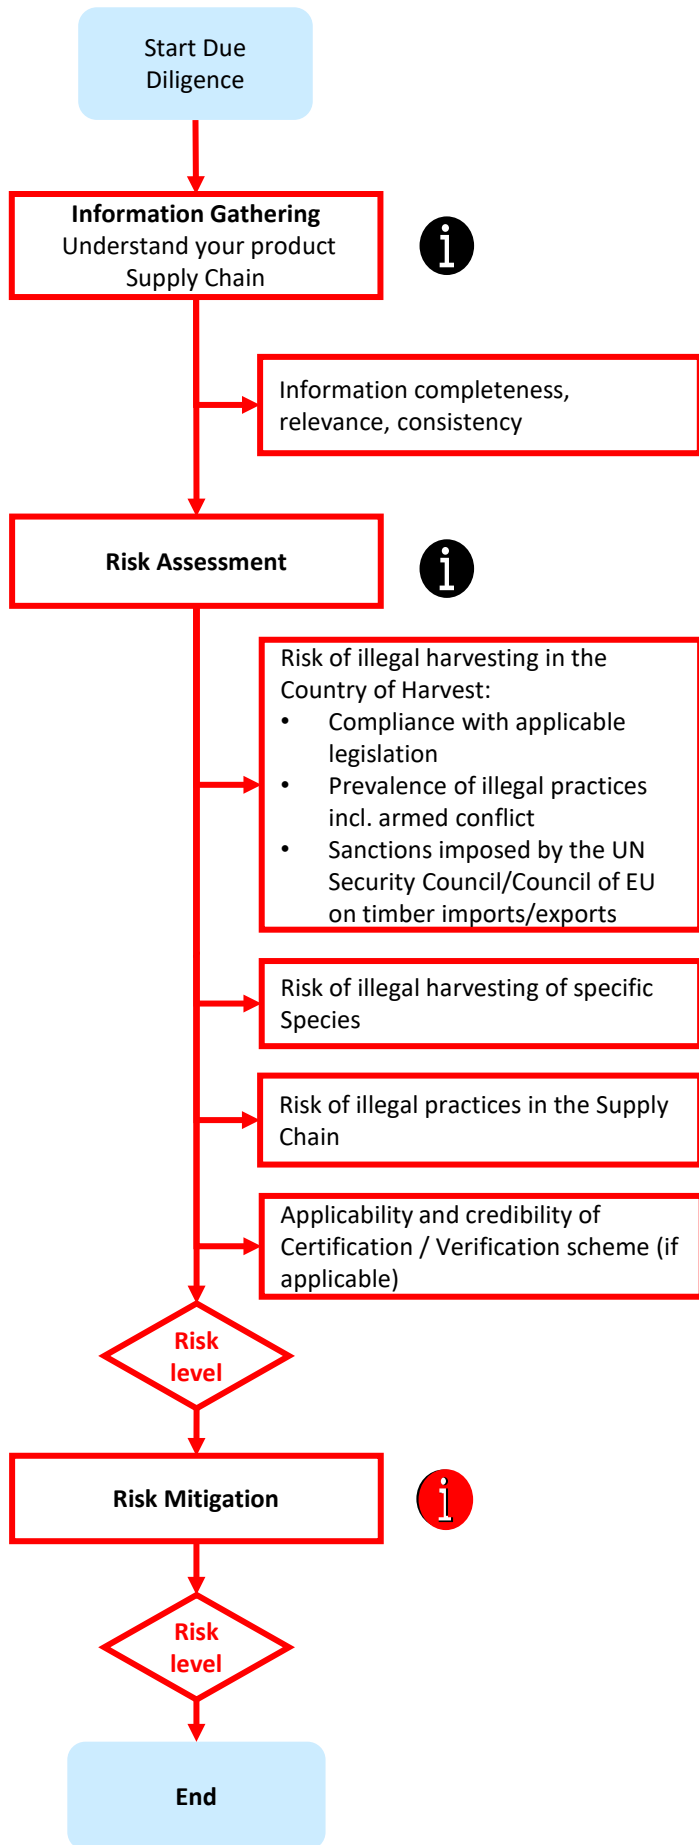 Start Due
Diligence
Information Gathering
Understand your product
Supply Chain
i
Information completeness,
relevance, consistency
Risk Assessment
i
Risk of illegal harvesting in the
Country of Harvest:
• Compliance with applicable
legislation
• Prevalence of illegal practices
incl. armed conflict
• Sanctions imposed by the UN
Security Council/Council of EU
on timber imports/exports
Risk of illegal harvesting of specific
Species
Risk of illegal practices in the Supply
Chain
Applicability and credibility of
Certification / Verification scheme (if
applicable)
Risk
level
Risk Mitigation
i
Risk
level
End